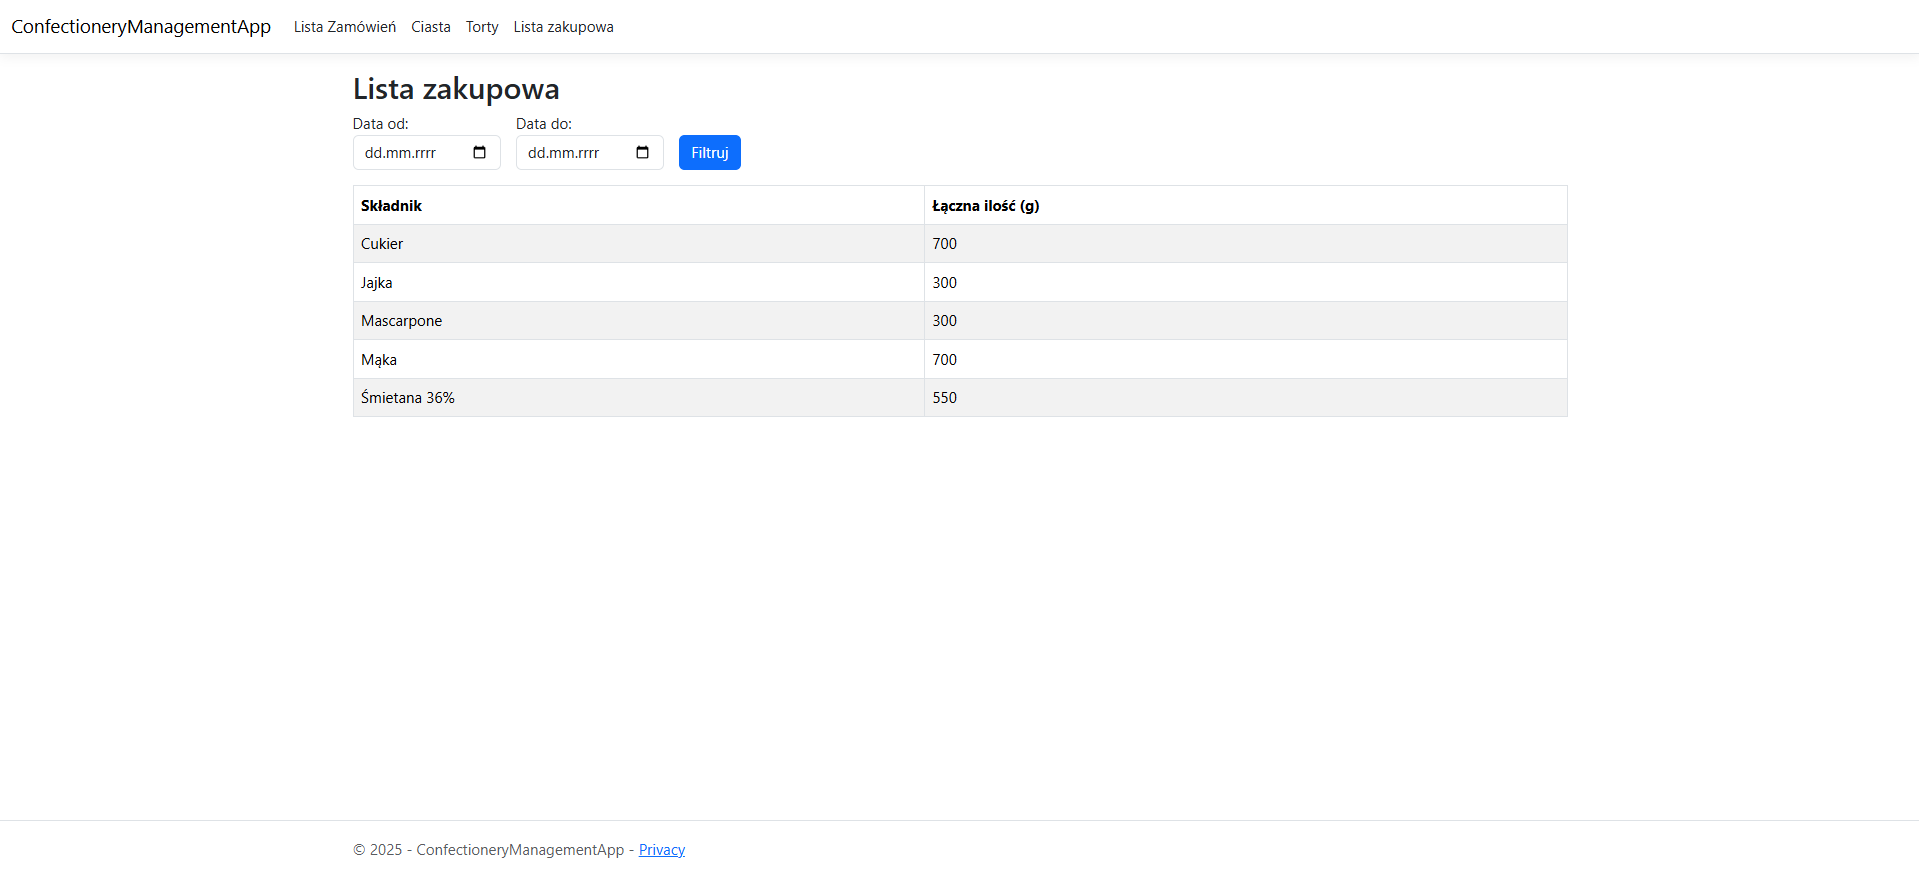 ConfectioneryManagementApp Lista Zamówień Ciasta Torty Lista zakupowa
Lista zakupowa
Data od: Data do:
dd.mm.rrrr dd.mm.rrrr Filtruj
Składnik Łączna ilość (g)
Cukier 700
Jajka 300
Mascarpone 300
Mąka 700
Śmietana 36% 550
© 2025 - ConfectioneryManagementApp - Privacy